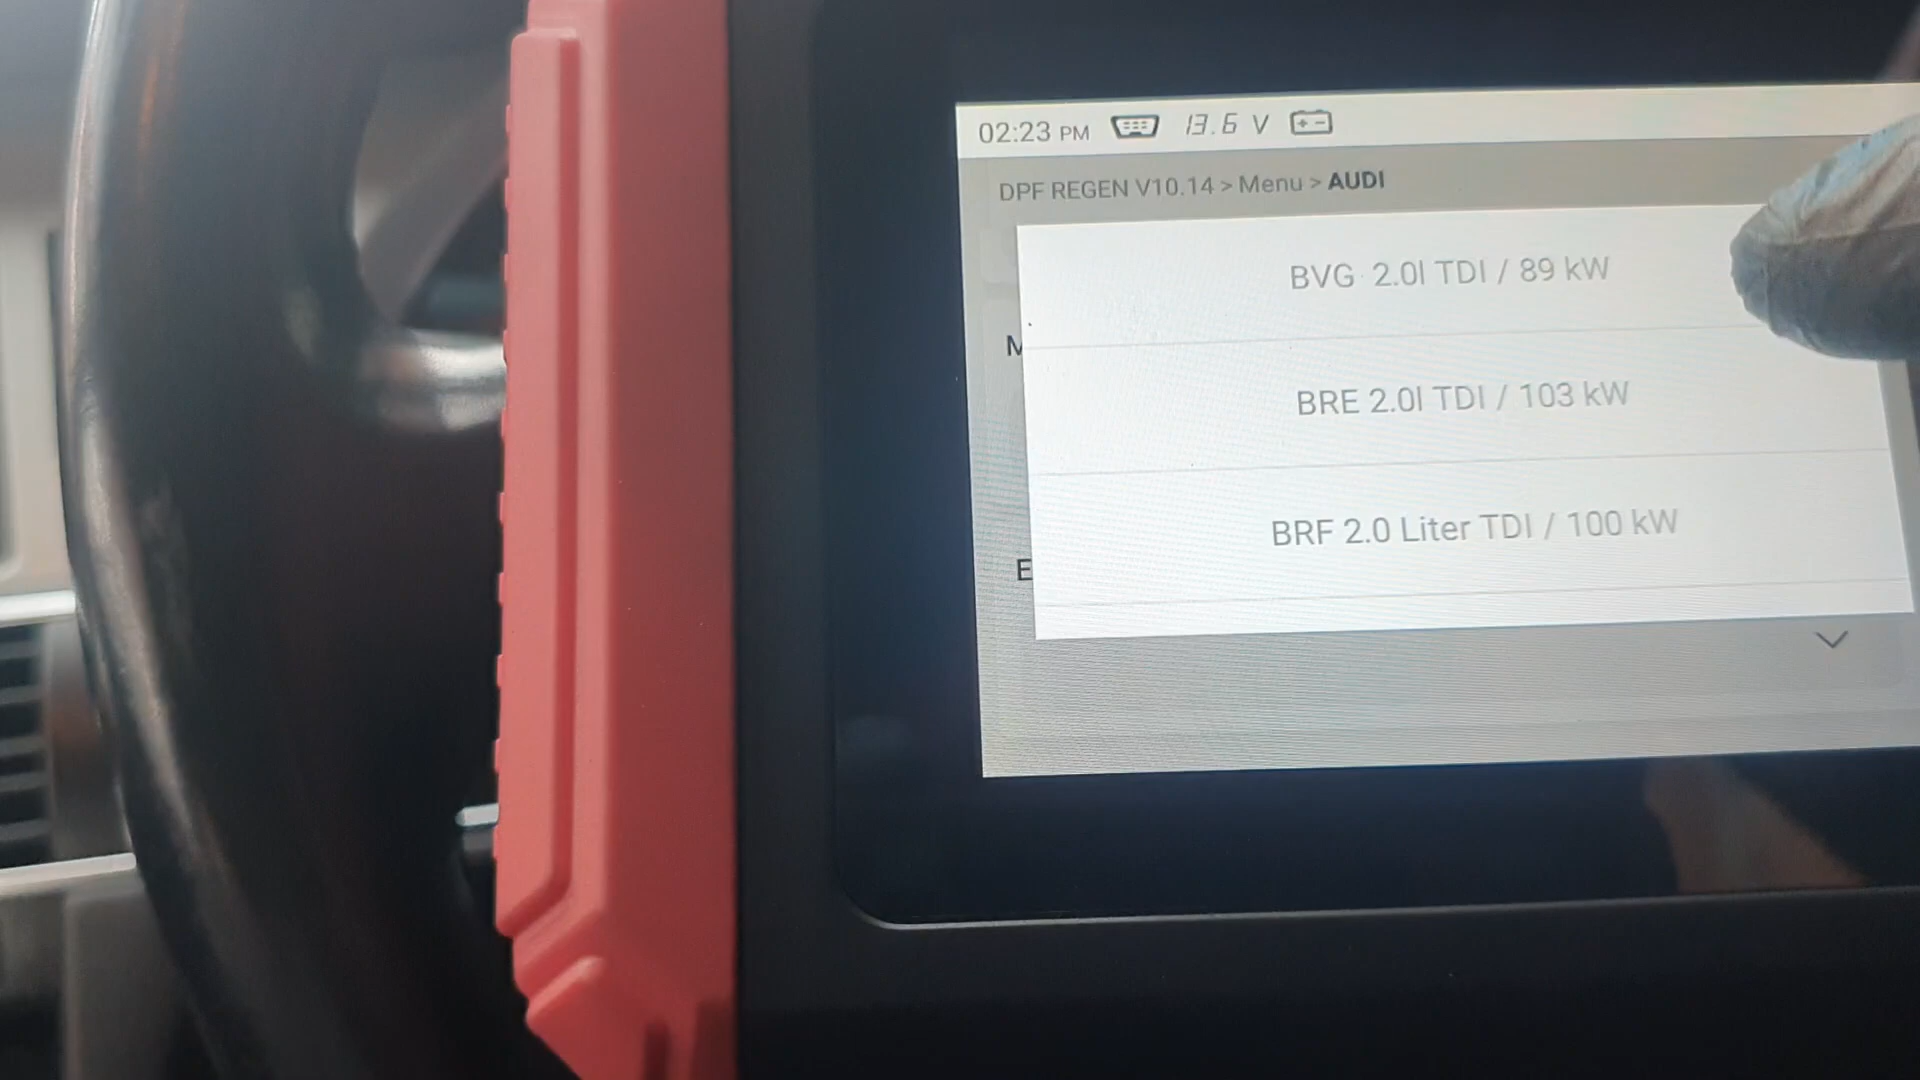 02:23 PM 13.6 V
DPF REGEN V10.14 > Menu > AUDI
BVG 2.0l TDI / 89 kW
M
BRE 2.0l TDI / 103 kW
BRF 2.0 Liter TDI / 100 kW
E